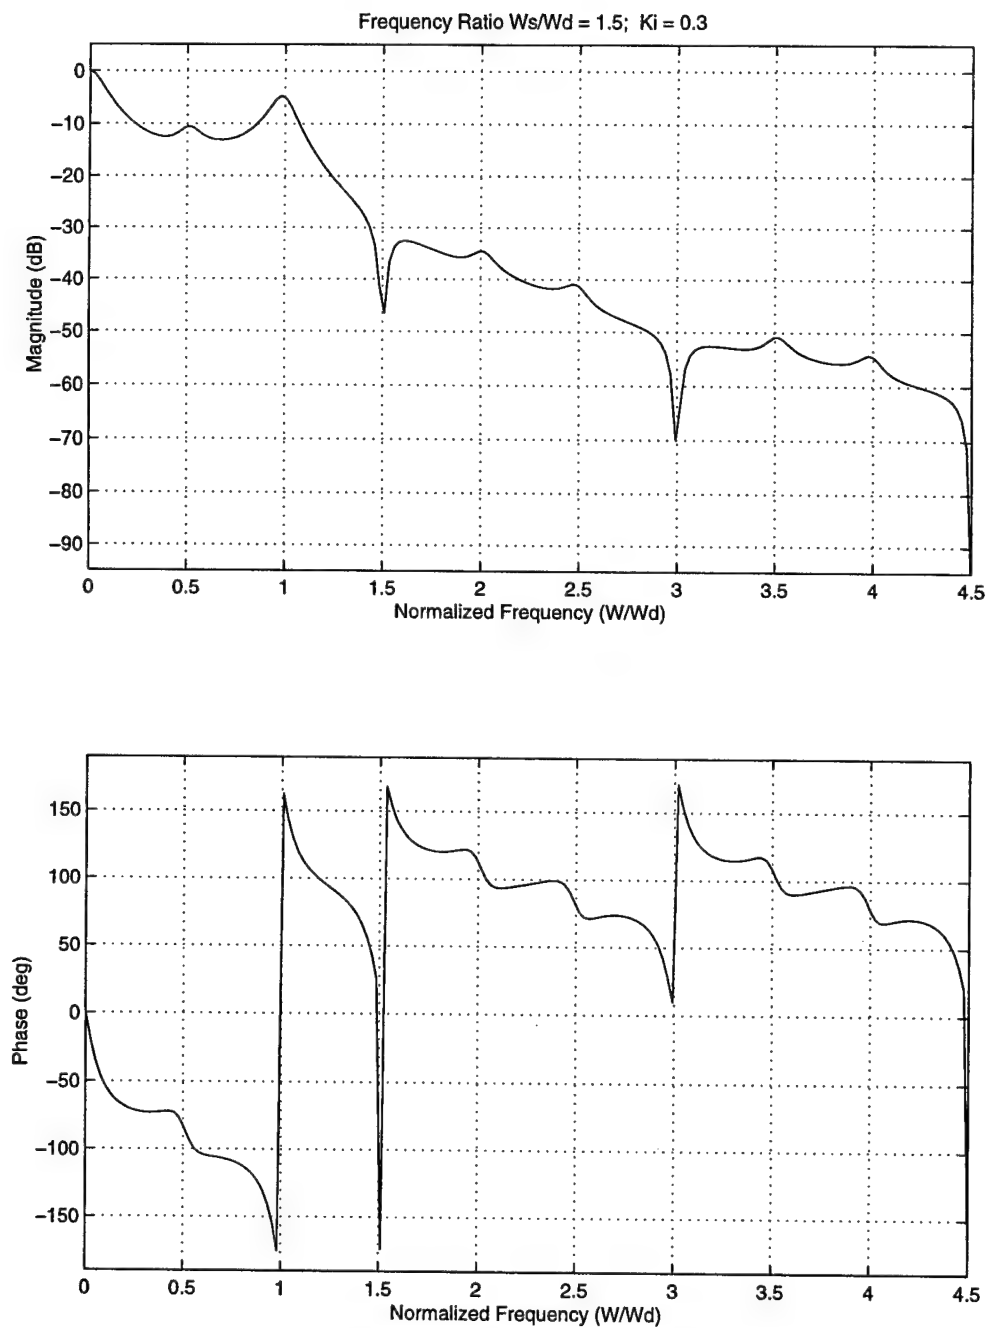 Frequency Ratio Ws/Wd = 1.5; Ki = 0.3
0
−10
−20
−30
−40
−50
−60
−70
−80
−90
Magnitude (dB)
0 0.5 1 1.5 2 2.5 3 3.5 4 4.5
Normalized Frequency (W/Wd)
150
100
50
0
−50
−100
−150
Phase (deg)
0 0.5 1 1.5 2 2.5 3 3.5 4 4.5
Normalized Frequency (W/Wd)